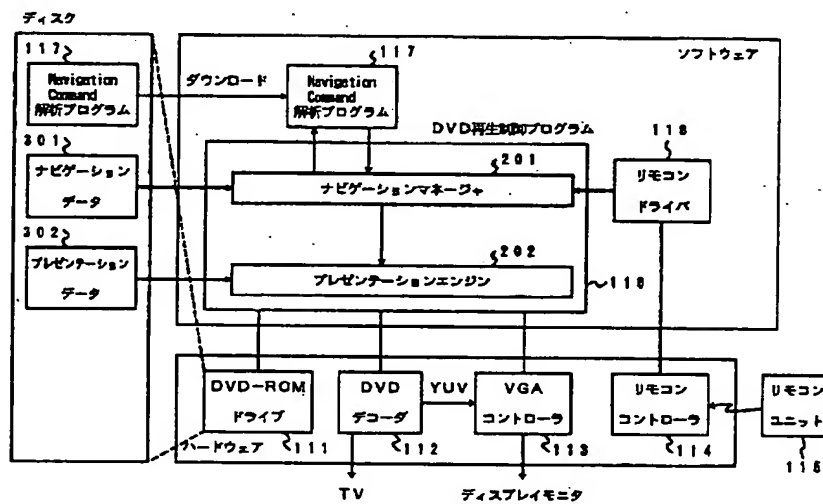 ディスク
117
Navigation
Command
解析プログラム
ダウンロード
117
Navigation
Command
解析プログラム
ソフトウェア
DVD再生制御プログラム
301
ナビゲーション
データ
201
ナビゲーションマネージャ
118
リモコン
ドライバ
302
プレゼンテーション
データ
202
プレゼンテーションエンジン
116
DVD-ROM
ドライブ
111
DVD
デコーダ
112
YUV
VGA
コントローラ
113
リモコン
コントローラ
114
リモコン
ユニット
115
ハードウェア
TV
ディスプレイモニタ